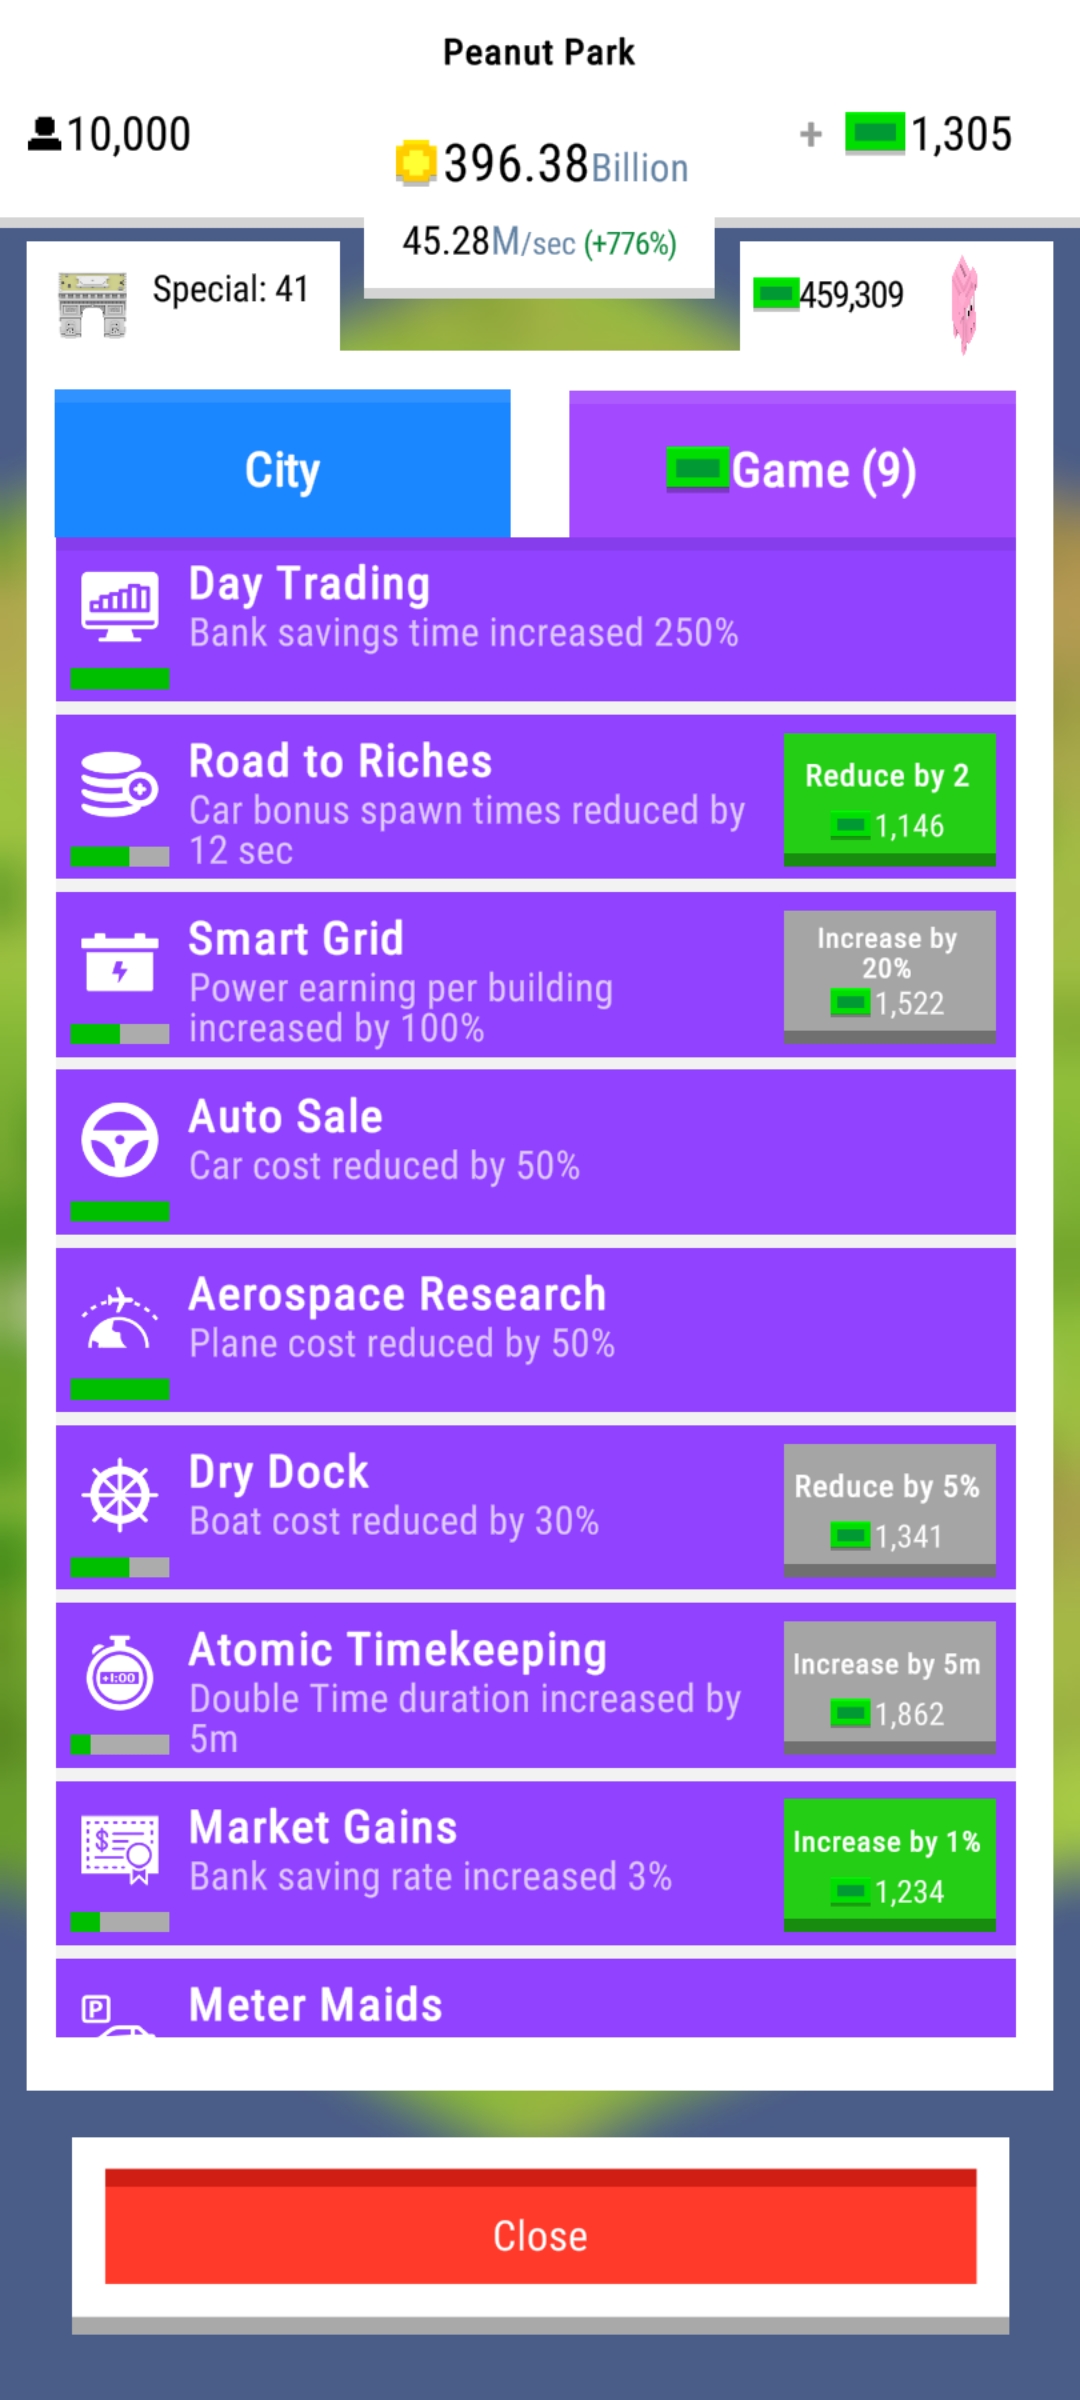 Peanut Park
10,000
396.38Billion
+ 1,305
45.28M/sec (+776%)
Special: 41
459,309
City
Game (9)
Day Trading
Bank savings time increased 250%
Road to Riches
Car bonus spawn times reduced by
12 sec
Reduce by 2
1,146
Smart Grid
Power earning per building
increased by 100%
Increase by
20%
1,522
Auto Sale
Car cost reduced by 50%
Aerospace Research
Plane cost reduced by 50%
Dry Dock
Boat cost reduced by 30%
Reduce by 5%
1,341
+1:00
Atomic Timekeeping
Double Time duration increased by
5m
Increase by 5m
1,862
$
Market Gains
Bank saving rate increased 3%
Increase by 1%
1,234
P
Meter Maids
Close